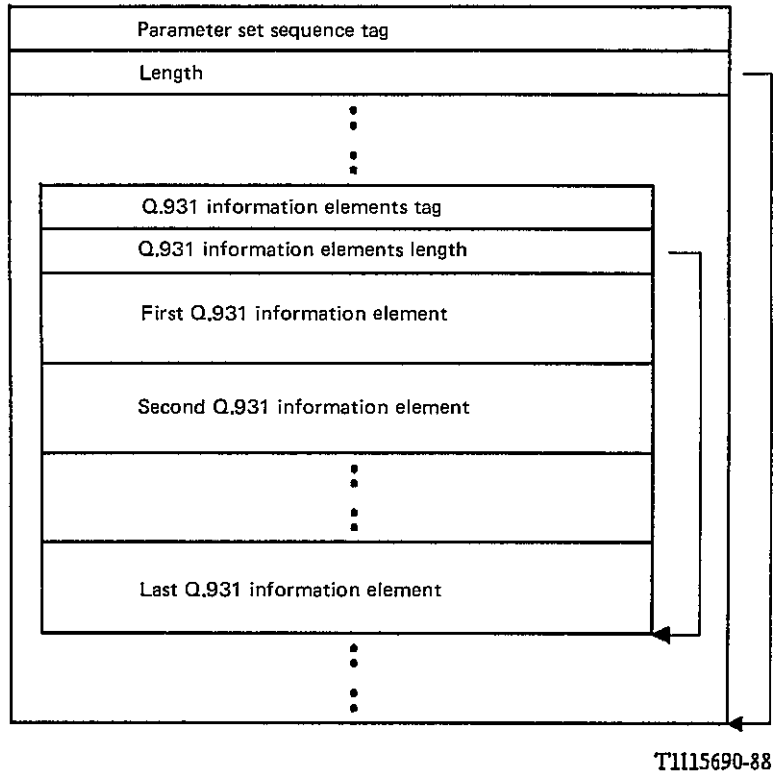 Parameter set sequence tag
Length
Q.931 information elements tag
Q.931 information elements length
First Q.931 information element
Second Q.931 information element
Last Q.931 information element
T1115690-88